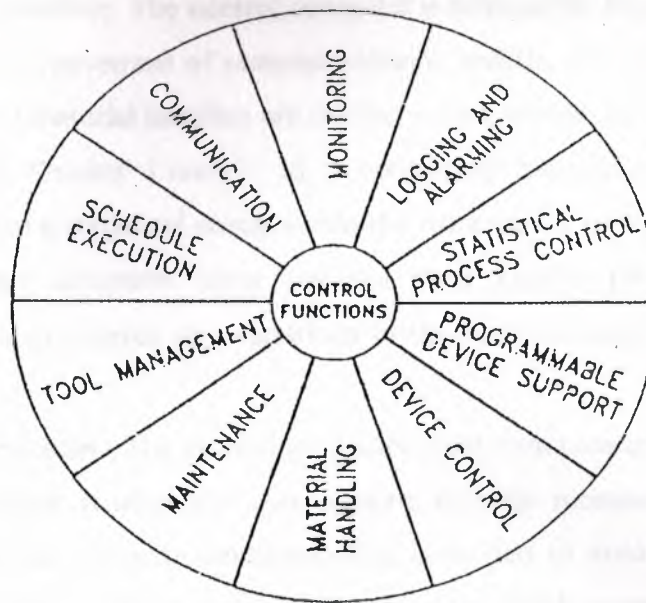 MONITORING
LOGGING AND
ALARMING
STATISTICAL
PROCESS CONTROL
PROGRAMMABLE
DEVICE SUPPORT
DEVICE CONTROL
MATERIAL
HANDLING
MAINTENANCE
TOOL MANAGEMENT
SCHEDULE
EXECUTION
COMMUNICATION
CONTROL
FUNCTIONS